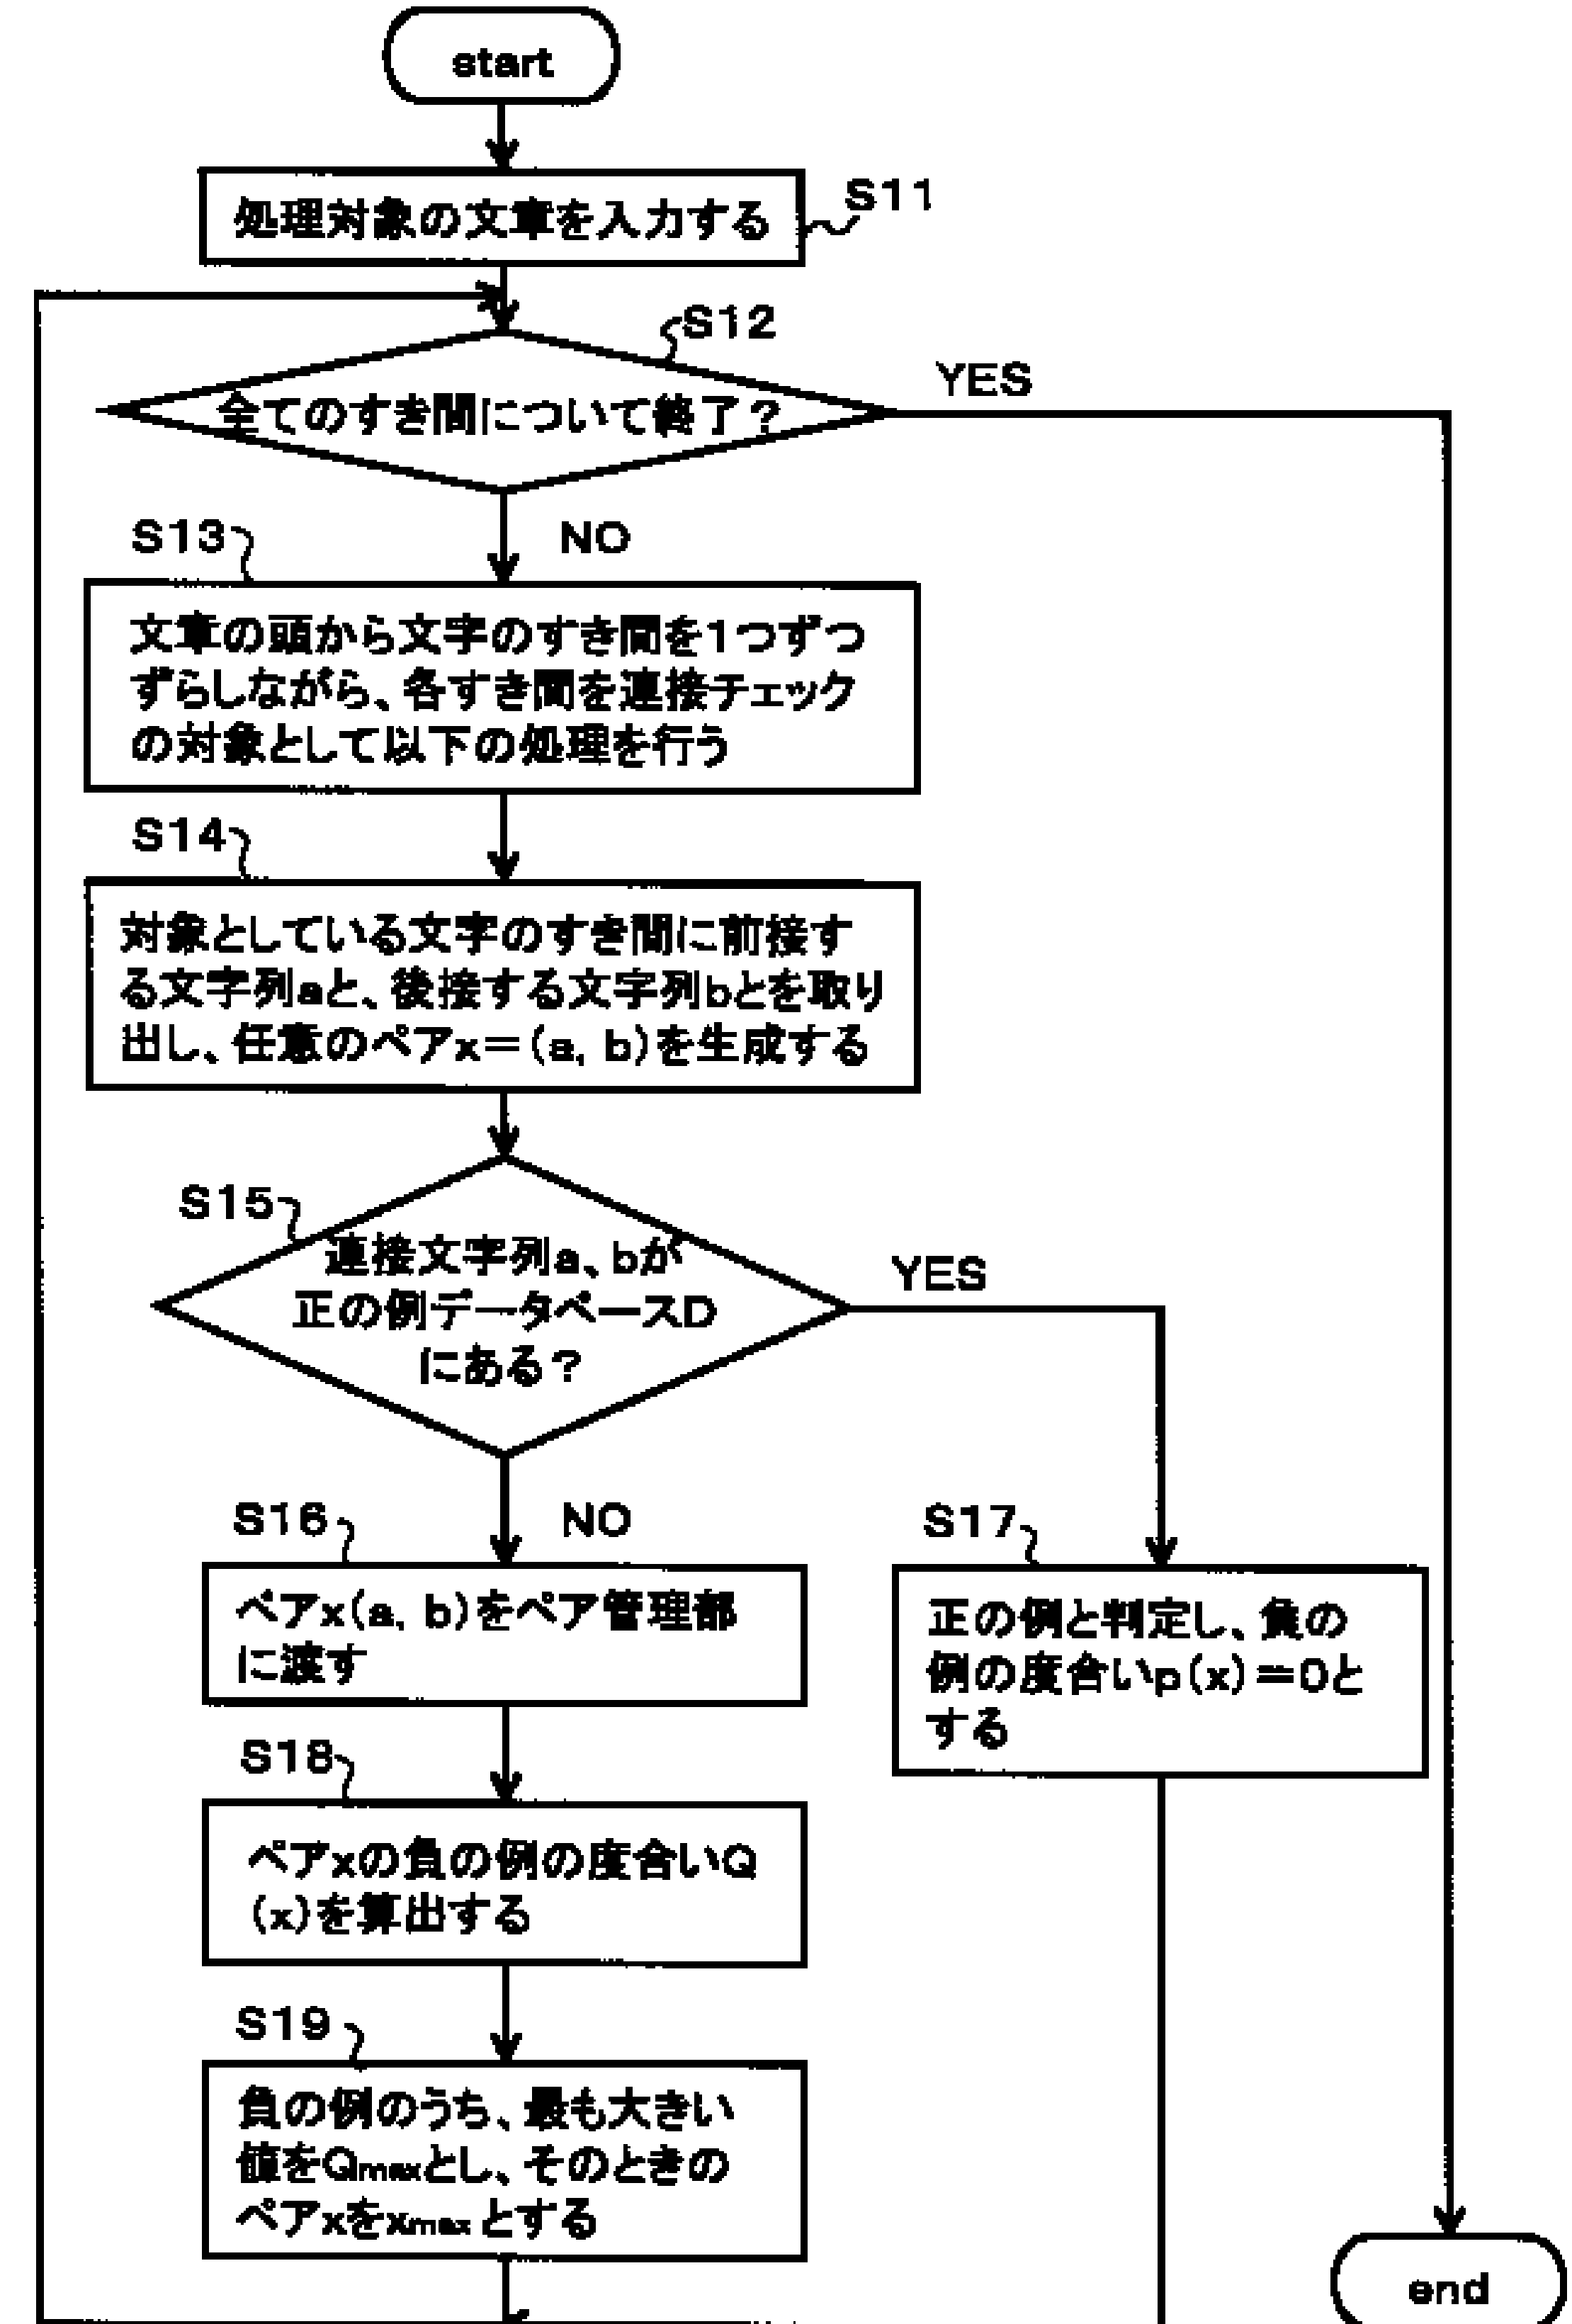 start
処理対象の文章を入力する
S11
S12
全てのすき間について終了？
YES
NO
S13
文章の頭から文字のすき間を1つずつ
ずらしながら、各すき間を連接チェック
の対象として以下の処理を行う
S14
対象としている文字のすき間に前接す
る文字列aと、後接する文字列bとを取り
出し、任意のペアx＝(a, b)を生成する
S15
連接文字列a、bが
正の例データベースD
にある？
YES
NO
S16
ペアx(a, b)をペア管理部
に渡す
S17
正の例と判定し、負の
例の度合いp(x)＝0と
する
S18
ペアxの負の例の度合いQ
(x)を算出する
S19
負の例のうち、最も大きい
値をQmaxとし、そのときの
ペアxをxmaxとする
end